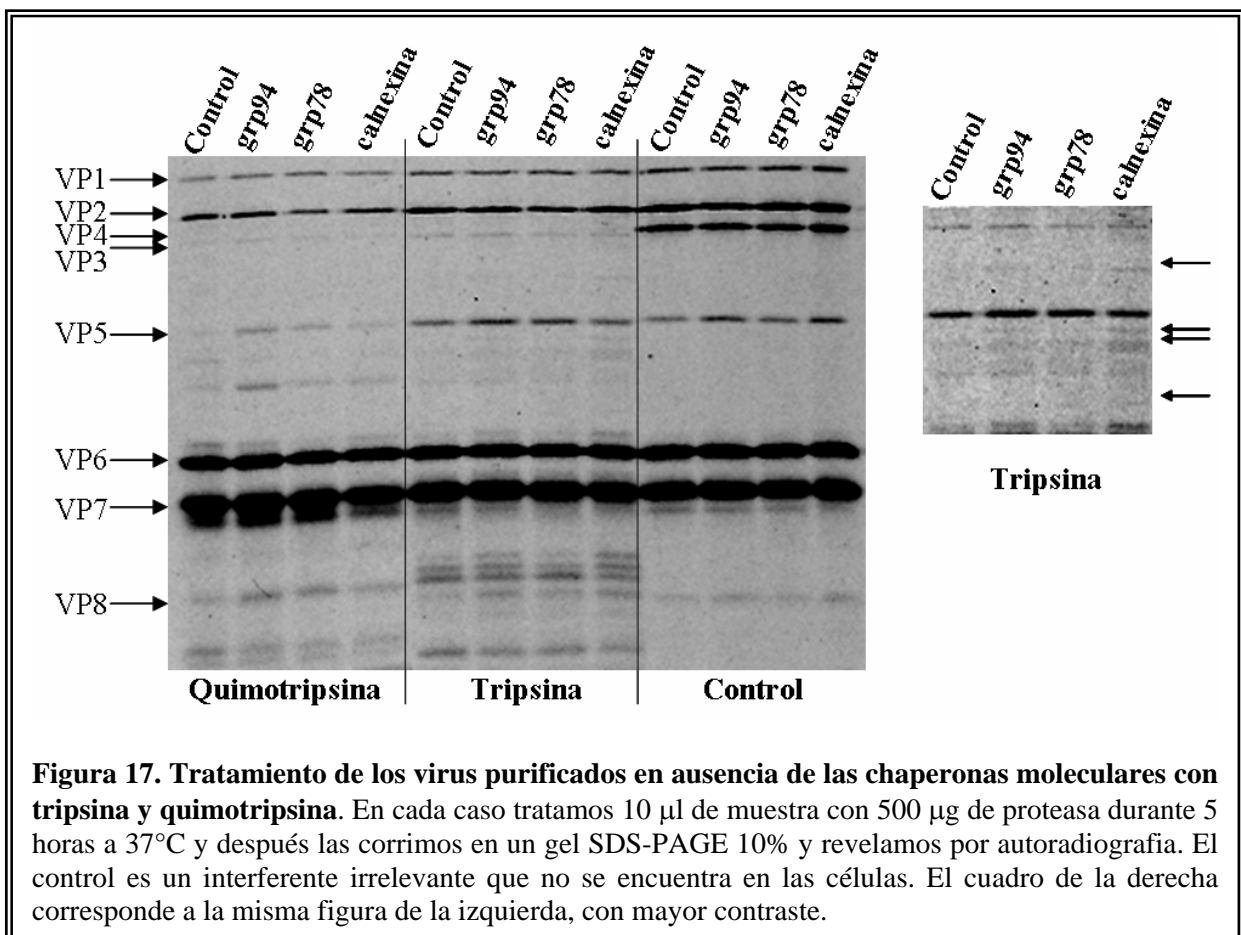 Control grp94 grp78 calnexina Control grp94 grp78 calnexina Control grp94 grp78 calnexina
Control grp94 grp78 calnexina
VP1
VP2
VP4
VP3
VP5
VP6
VP7
VP8
Quimotripsina Tripsina Control
Tripsina
Figura 17. Tratamiento de los virus purificados en ausencia de las chaperonas moleculares con
tripsina y quimotripsina. En cada caso tratamos 10 μl de muestra con 500 μg de proteasa durante 5
horas a 37°C y después las corrimos en un gel SDS-PAGE 10% y revelamos por autoradiografia. El
control es un interferente irrelevante que no se encuentra en las células. El cuadro de la derecha
corresponde a la misma figura de la izquierda, con mayor contraste.